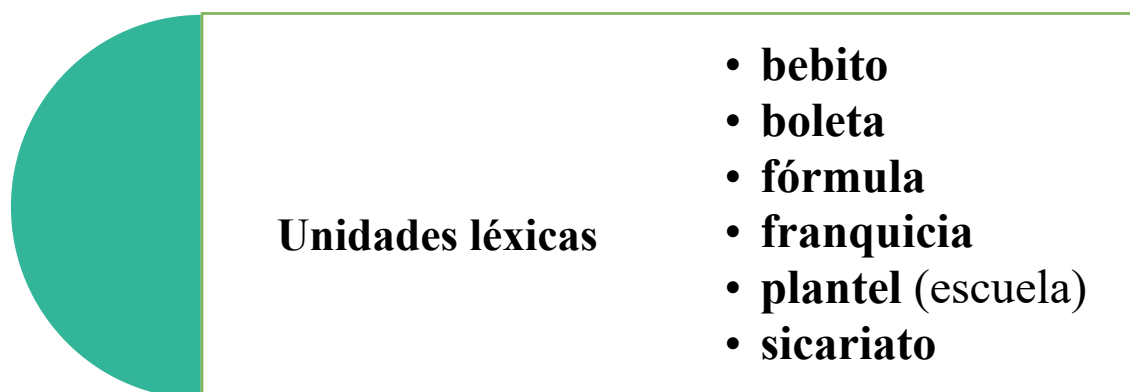 Unidades léxicas
• bebito
• boleta
• fórmula
• franquicia
• plantel (escuela)
• sicariato